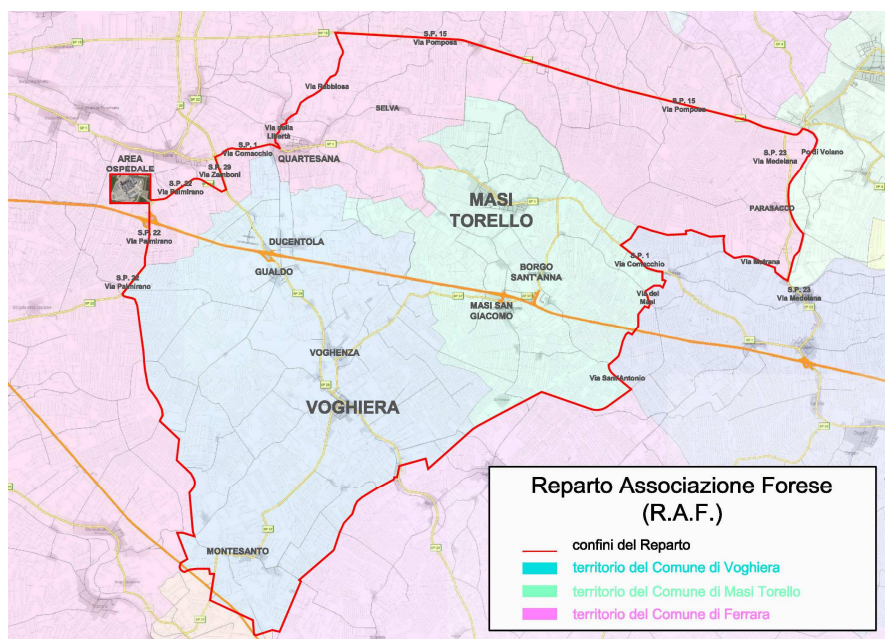 S.P. 15
Via Pomposa
Via Rabbiosa
SELVA
S.P. 15
Via Pomposa
Via della
Libertà
S.P. 1
Via Comacchio
QUARTESANA
S.P. 29
Via Zamboni
AREA
OSPEDALE
S.P. 22
Via Palmirano
S.P. 23
Via Medelana
Po di Volano
MASI
TORELLO
PARASACCO
S.P. 22
Via Palmirano
DUCENTOLA
GUALDO
BORGO
SANT'ANNA
S.P. 1
Via Comacchio
Via Matrana
S.P. 22
Via Palmirano
MASI SAN
GIACOMO
Via dei
Masi
S.P. 23
Via Medelana
VOGHENZA
Via Sant'Antonio
VOGHIERA
MONTESANTO
Reparto Associazione Forese
(R.A.F.)
confini del Reparto
territorio del Comune di Voghiera
territorio del Comune di Masi Torello
territorio del Comune di Ferrara